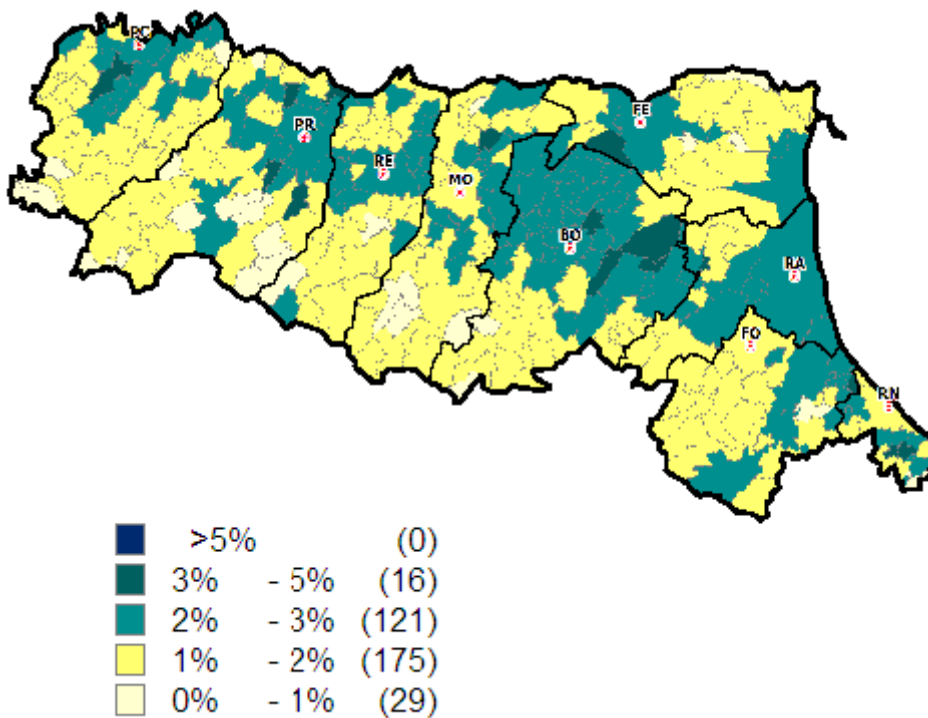 PC
PR
RE
MO
FE
BO
RA
FO
RN
>5% (0)
3% - 5% (16)
2% - 3% (121)
1% - 2% (175)
0% - 1% (29)